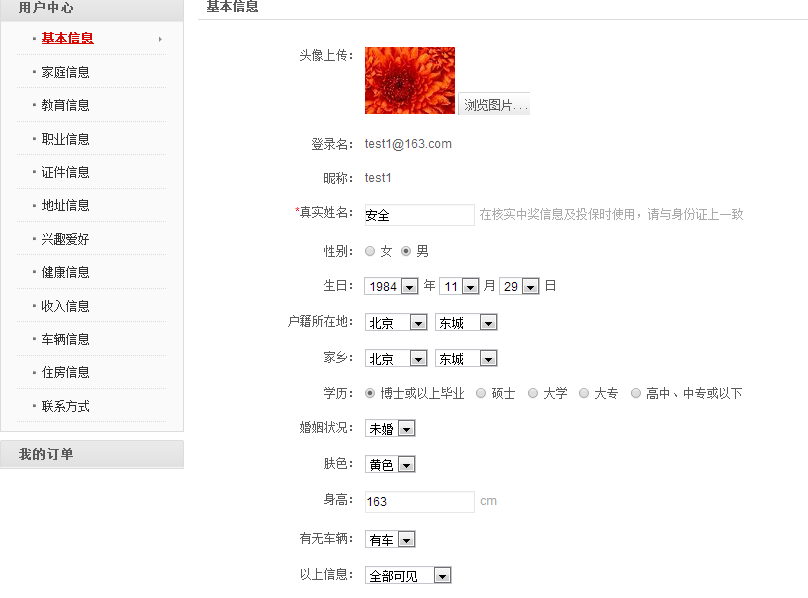 用户中心
基本信息
家庭信息
教育信息
职业信息
证件信息
地址信息
兴趣爱好
健康信息
收入信息
车辆信息
住房信息
联系方式
我的订单
基本信息
头像上传：
浏览图片...
登录名： test1@163.com
昵称： test1
*真实姓名： 安全 在核实中奖信息及投保时使用，请与身份证上一致
性别： 女 男
生日： 1984 年 11 月 29 日
户籍所在地： 北京 东城
家乡： 北京 东城
学历： 博士或以上毕业 硕士 大学 大专 高中、中专或以下
婚姻状况： 未婚
肤色： 黄色
身高： 163 cm
有无车辆： 有车
以上信息： 全部可见